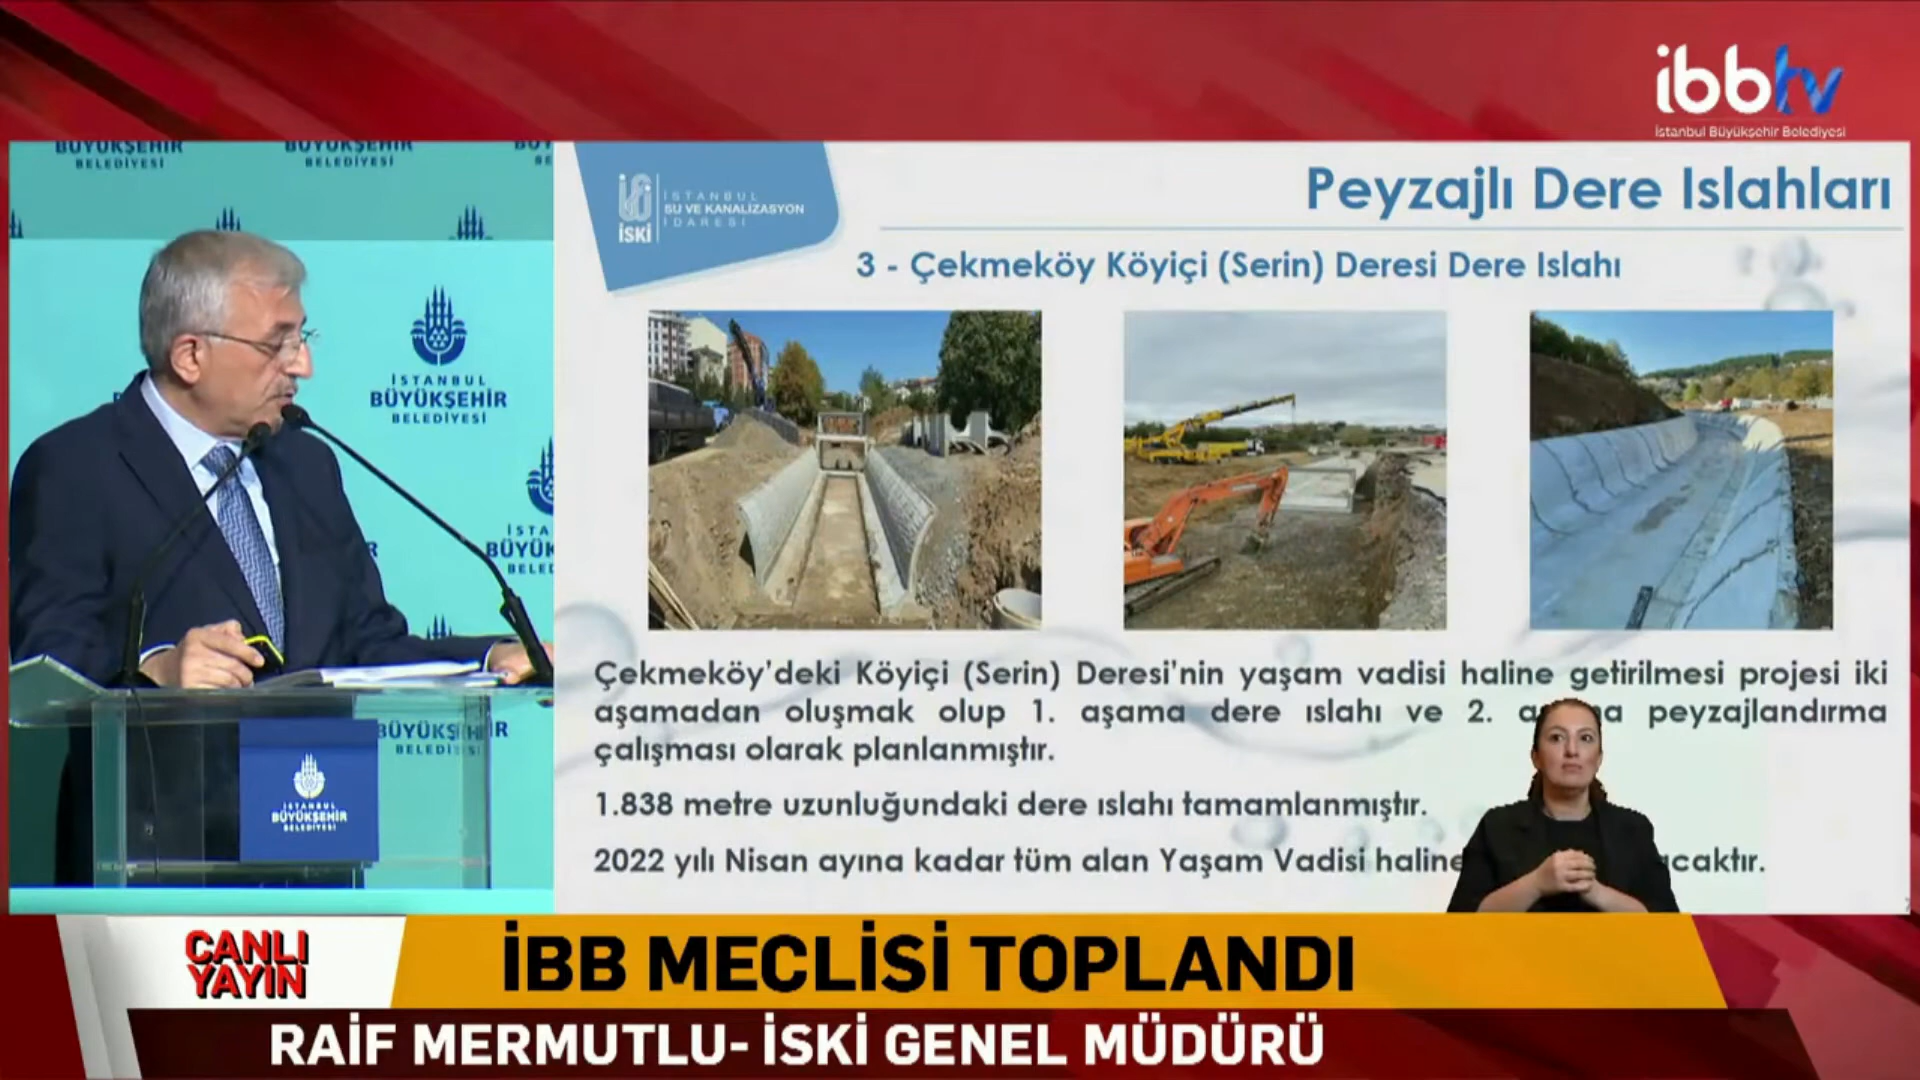 ibbtv
İstanbul Büyükşehir Belediyesi
BÜYÜKŞEHİR
BELEDİYESİ
BÜYÜKŞEHİR
BELEDİYESİ
İSTANBUL
BÜYÜKŞEHİR
BELEDİYESİ
İSTANBUL
BÜYÜKŞEHİR
BELEDİYESİ
İSKİ
İSTANBUL
SU VE KANALİZASYON
İDARESİ
Peyzajlı Dere Islahları
3 - Çekmeköy Köyiçi (Serin) Deresi Dere Islahı
Çekmeköy'deki Köyiçi (Serin) Deresi'nin yaşam vadisi haline getirilmesi projesi iki
aşamadan oluşmak olup 1. aşama dere ıslahı ve 2. peyzajlandırma
çalışması olarak planlanmıştır.
1.838 metre uzunluğundaki dere ıslahı tamamlanmıştır.
2022 yılı Nisan ayına kadar tüm alan Yaşam Vadisi haline
CANLI
YAYIN
İBB MECLİSİ TOPLANDI
RAİF MERMUTLU- İSKİ GENEL MÜDÜRÜ